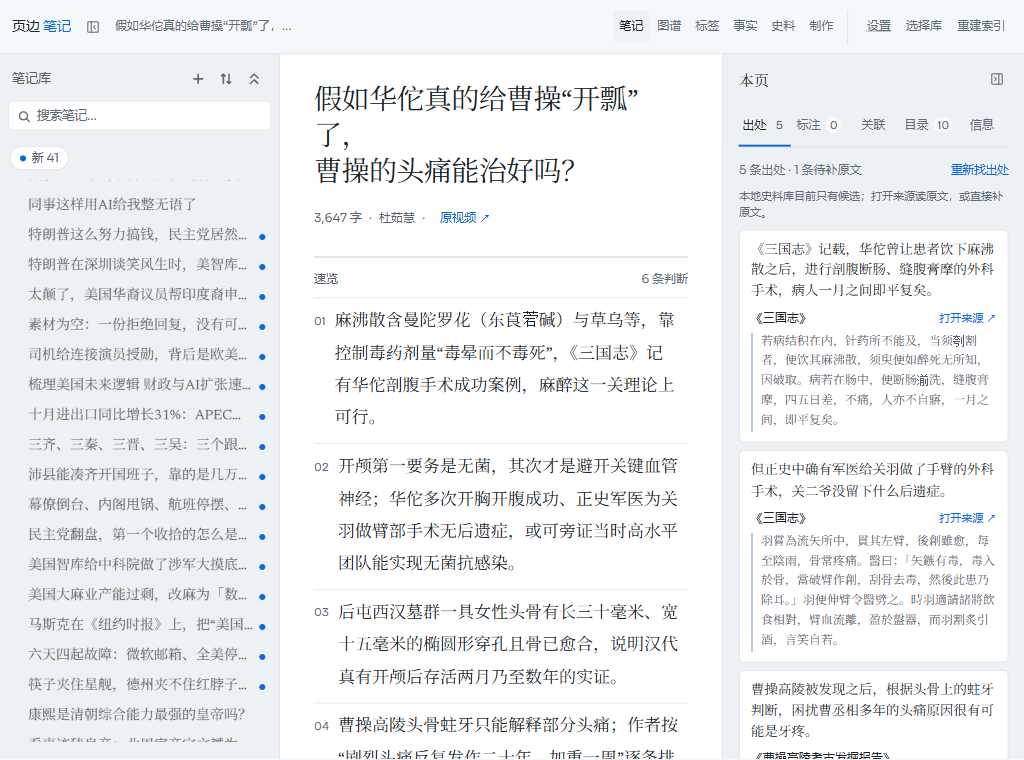 页边 笔记
假如华佗真的给曹操“开瓢”了，...
笔记 图谱 标签 事实 史料 制作 设置 选择库 重建索引
笔记库
搜索笔记...
新 41
同事这样用AI给我整无语了
特朗普这么努力搞钱，民主党居然...
特朗普在深圳谈笑风生时，美智库...
太颠了，美国华裔议员帮印度裔申...
素材为空：一份拒绝回复，没有可...
司机给连接演员授勋，背后是欧美...
梳理美国未来逻辑 财政与AI扩张速...
十月进出口同比增长31%：APEC...
三齐、三秦、三晋、三吴：三个跟...
沛县能凑齐开国班子，靠的是几万...
幕僚倒台、内阁甩锅、航班停摆、...
民主党翻盘，第一个收拾的怎么是...
美国智库给中科院做了涉军大摸底...
美国大麻业产能过剩，改麻为「数...
马斯克在《纽约时报》上，把“美国...
六天四起故障：微软邮箱、全美停...
筷子夹住星舰，德州夹不住红脖子...
康熙是清朝综合能力最强的皇帝吗？
假如华佗真的给曹操“开瓢”
了，
曹操的头痛能治好吗？
3,647 字 · 杜茹慧 · 原视频 ↗
速览
6 条判断
01 麻沸散含曼陀罗花（东莨菪碱）与草乌等，靠
控制毒药剂量“毒晕而不毒死”，《三国志》记
有华佗剖腹手术成功案例，麻醉这一关理论上
可行。
02 开颅第一要务是无菌，其次才是避开关键血管
神经；华佗多次开胸开腹成功、正史军医为关
羽做臂部手术无后遗症，或可旁证当时高水平
团队能实现无菌抗感染。
03 后屯西汉墓群一具女性头骨有长三十毫米、宽
十五毫米的椭圆形穿孔且骨已愈合，说明汉代
真有开颅后存活两月乃至数年的实证。
04 曹操高陵头骨蛀牙只能解释部分头痛；作者按
“剧烈头痛反复发作二十年、加重一周”逐条排
本页
出处 5 标注 0 关联 目录 10 信息
5 条出处 · 1 条待补原文
重新找出处
本地史料库目前只有候选；打开来源读原文，或直接补
原文。
《三国志》记载，华佗曾让患者饮下麻沸
散之后，进行剖腹断肠、缝腹膏摩的外科
手术，病人一月之间即平复矣。
《三国志》
打开来源 ↗
若病结积在内，针药所不能及，当须刳割
者，便饮其麻沸散，须臾便如醉死无所知，
因破取。病若在肠中，便断肠湔洗，缝腹膏
摩，四五日差，不痛，人亦不自寤，一月之
间，即平复矣。
但正史中确有军医给关羽做了手臂的外科
手术，关二爷没留下什么后遗症。
《三国志》
打开来源 ↗
羽嘗為流矢所中，貫其左臂，後創雖愈，每
至陰雨，骨常疼痛。醫曰：「矢鏃有毒，毒入
於骨，當破臂作創，刮骨去毒，然後此患乃
除耳。」羽便伸臂令醫劈之。時羽適請諸將飲
食相對，臂血流離，盈於盤器，而羽割炙引
酒，言笑自若。
曹操高陵被发现之后，根据头骨上的蛀牙
判断，困扰曹丞相多年的头痛原因很有可
能是牙疼。
《曹操高陵考古发掘报告》